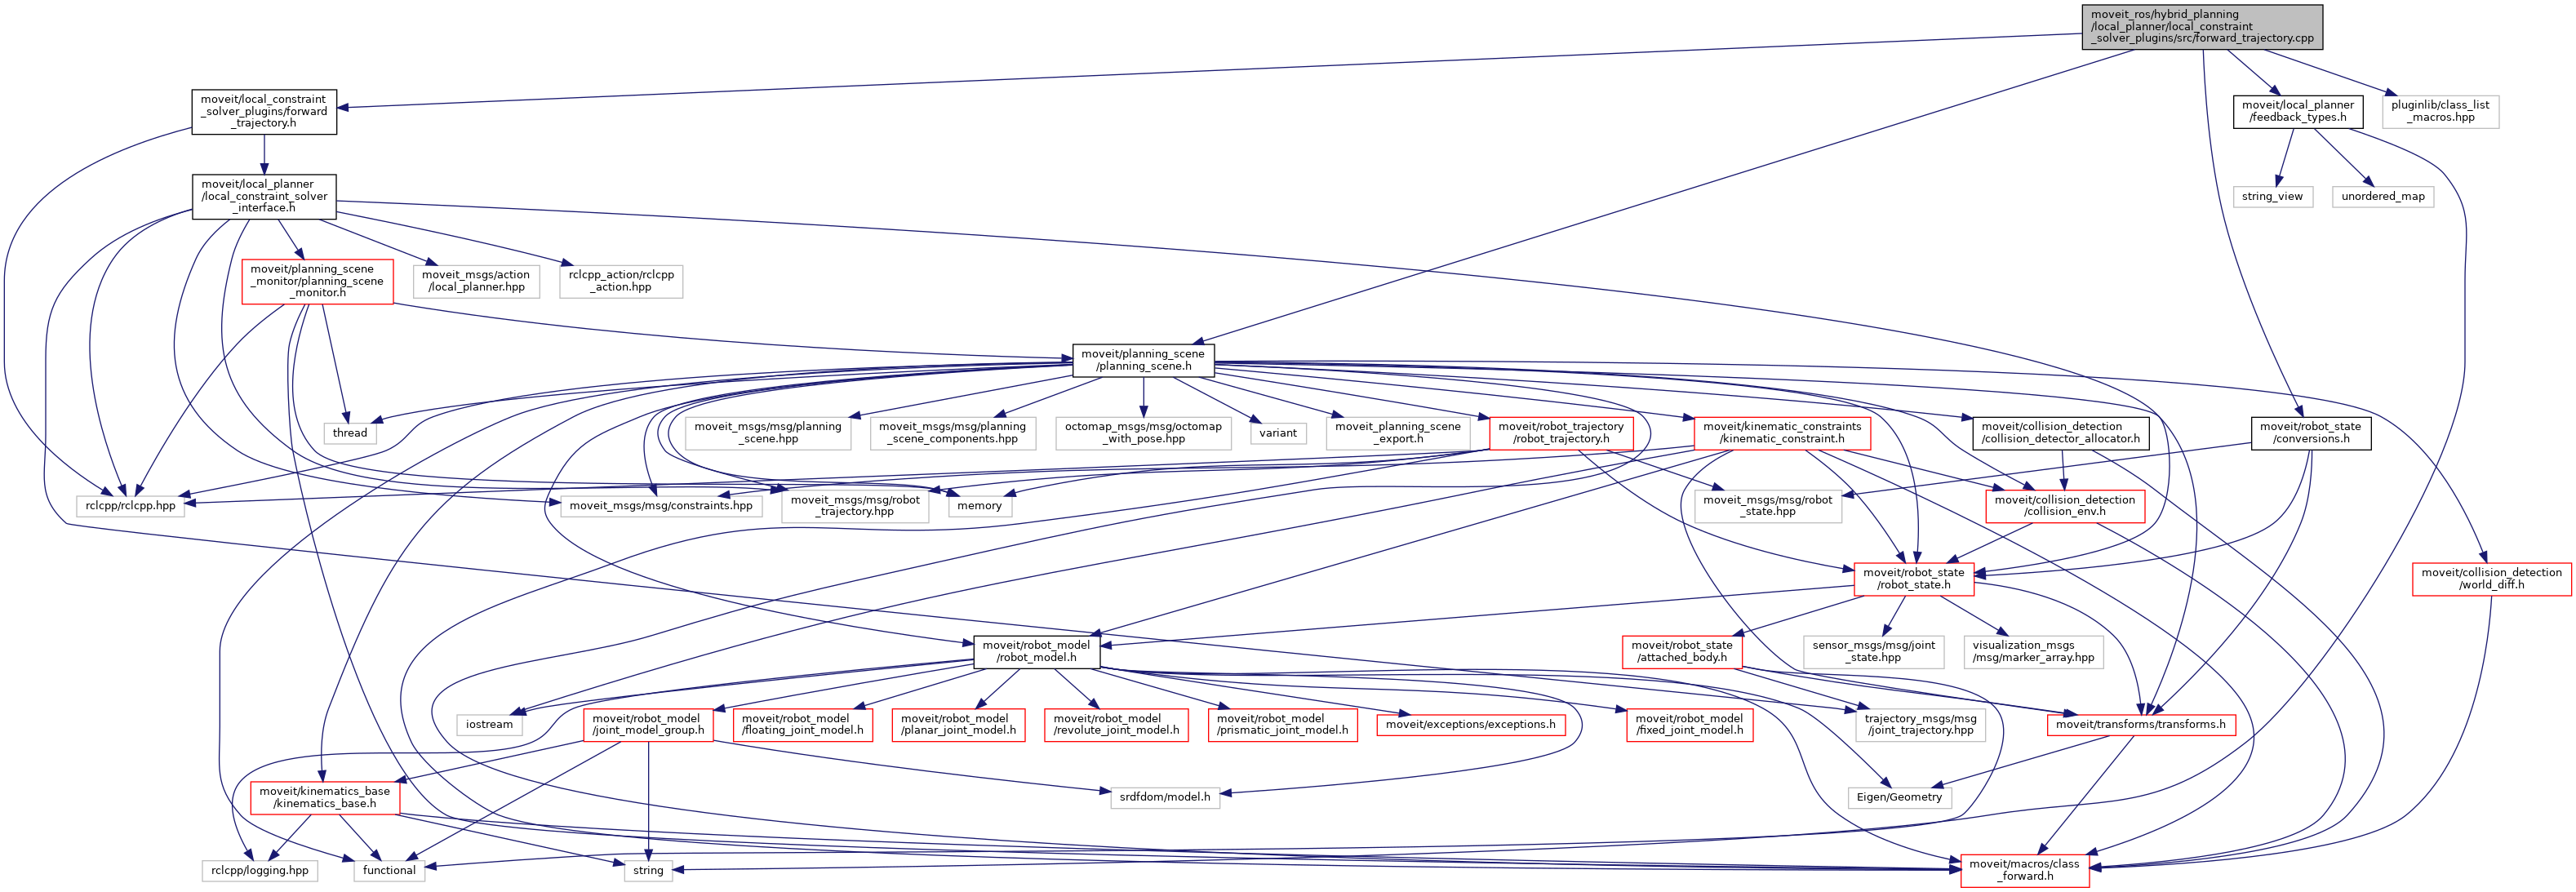 moveit_ros/hybrid_planning
/local_planner/local_constraint
_solver_plugins/src/forward_trajectory.cpp
moveit/local_constraint
_solver_plugins/forward
_trajectory.h
moveit/local_planner
/feedback_types.h
pluginlib/class_list
_macros.hpp
moveit/local_planner
/local_constraint_solver
_interface.h
string_view
unordered_map
moveit/planning_scene
_monitor/planning_scene
_monitor.h
moveit_msgs/action
/local_planner.hpp
rclcpp_action/rclcpp
_action.hpp
moveit/planning_scene
/planning_scene.h
thread
moveit_msgs/msg/planning
_scene.hpp
moveit_msgs/msg/planning
_scene_components.hpp
octomap_msgs/msg/octomap
_with_pose.hpp
variant
moveit_planning_scene
_export.h
moveit/robot_trajectory
/robot_trajectory.h
moveit/kinematic_constraints
/kinematic_constraint.h
moveit/collision_detection
/collision_detector_allocator.h
moveit/robot_state
/conversions.h
rclcpp/rclcpp.hpp
moveit_msgs/msg/constraints.hpp
moveit_msgs/msg/robot
_trajectory.hpp
memory
moveit_msgs/msg/robot
_state.hpp
moveit/collision_detection
/collision_env.h
moveit/robot_state
/robot_state.h
moveit/collision_detection
/world_diff.h
moveit/robot_model
/robot_model.h
moveit/robot_state
/attached_body.h
sensor_msgs/msg/joint
_state.hpp
visualization_msgs
/msg/marker_array.hpp
iostream
moveit/robot_model
/joint_model_group.h
moveit/robot_model
/floating_joint_model.h
moveit/robot_model
/planar_joint_model.h
moveit/robot_model
/revolute_joint_model.h
moveit/robot_model
/prismatic_joint_model.h
moveit/exceptions/exceptions.h
moveit/robot_model
/fixed_joint_model.h
trajectory_msgs/msg
/joint_trajectory.hpp
moveit/transforms/transforms.h
moveit/kinematics_base
/kinematics_base.h
srdfdom/model.h
Eigen/Geometry
rclcpp/logging.hpp
functional
string
moveit/macros/class
_forward.h